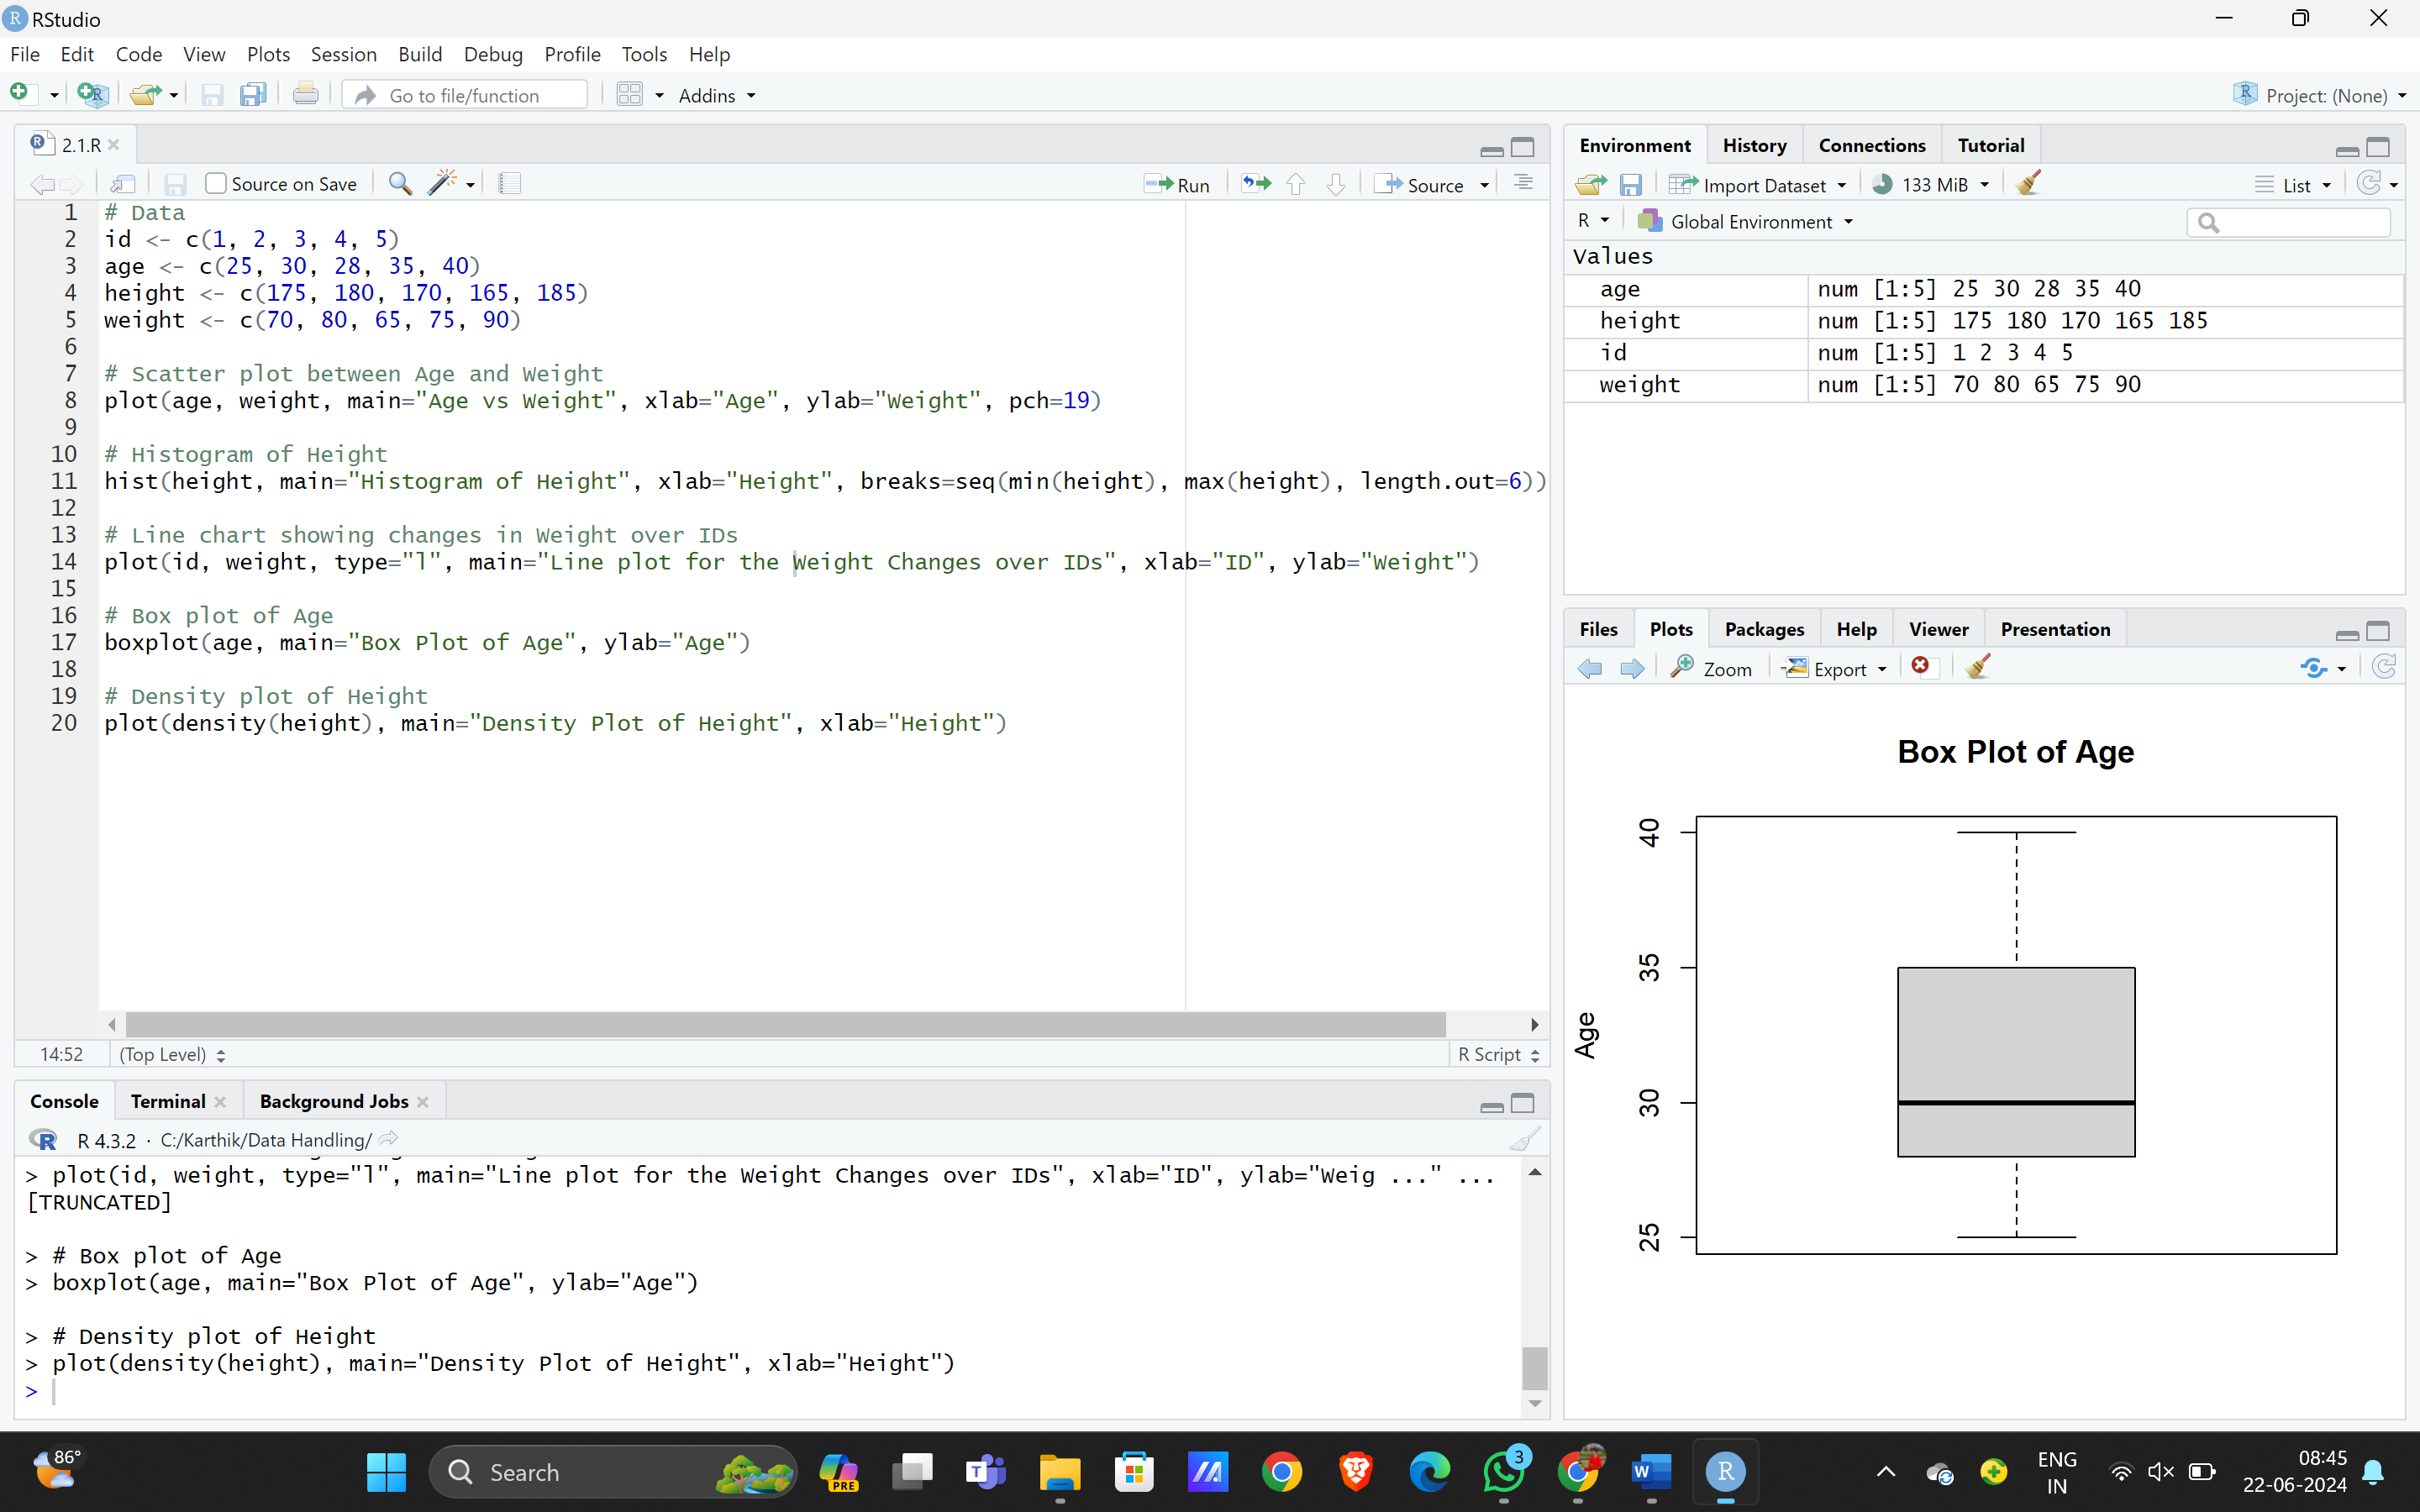 RStudio
File Edit Code View Plots Session Build Debug Profile Tools Help
Go to file/function Addins Project: (None)
2.1.R
Source on Save Run Source
1 # Data
2 id <- c(1, 2, 3, 4, 5)
3 age <- c(25, 30, 28, 35, 40)
4 height <- c(175, 180, 170, 165, 185)
5 weight <- c(70, 80, 65, 75, 90)
6
7 # Scatter plot between Age and Weight
8 plot(age, weight, main="Age vs Weight", xlab="Age", ylab="Weight", pch=19)
9
10 # Histogram of Height
11 hist(height, main="Histogram of Height", xlab="Height", breaks=seq(min(height), max(height), length.out=6))
12
13 # Line chart showing changes in Weight over IDs
14 plot(id, weight, type="l", main="Line plot for the Weight Changes over IDs", xlab="ID", ylab="Weight")
15
16 # Box plot of Age
17 boxplot(age, main="Box Plot of Age", ylab="Age")
18
19 # Density plot of Height
20 plot(density(height), main="Density Plot of Height", xlab="Height")
14:52 (Top Level) R Script
Console Terminal Background Jobs
R 4.3.2 · C:/Karthik/Data Handling/
> plot(id, weight, type="l", main="Line plot for the Weight Changes over IDs", xlab="ID", ylab="Weig ..." ...
[TRUNCATED]
> # Box plot of Age
> boxplot(age, main="Box Plot of Age", ylab="Age")
> # Density plot of Height
> plot(density(height), main="Density Plot of Height", xlab="Height")
>
Environment History Connections Tutorial
Import Dataset 133 MiB List
R Global Environment
Values
age num [1:5] 25 30 28 35 40
height num [1:5] 175 180 170 165 185
id num [1:5] 1 2 3 4 5
weight num [1:5] 70 80 65 75 90
Files Plots Packages Help Viewer Presentation
Zoom Export
Box Plot of Age
40
35
30
25
Age
86°
Search
PRE
3
ENG
IN
08:45
22-06-2024